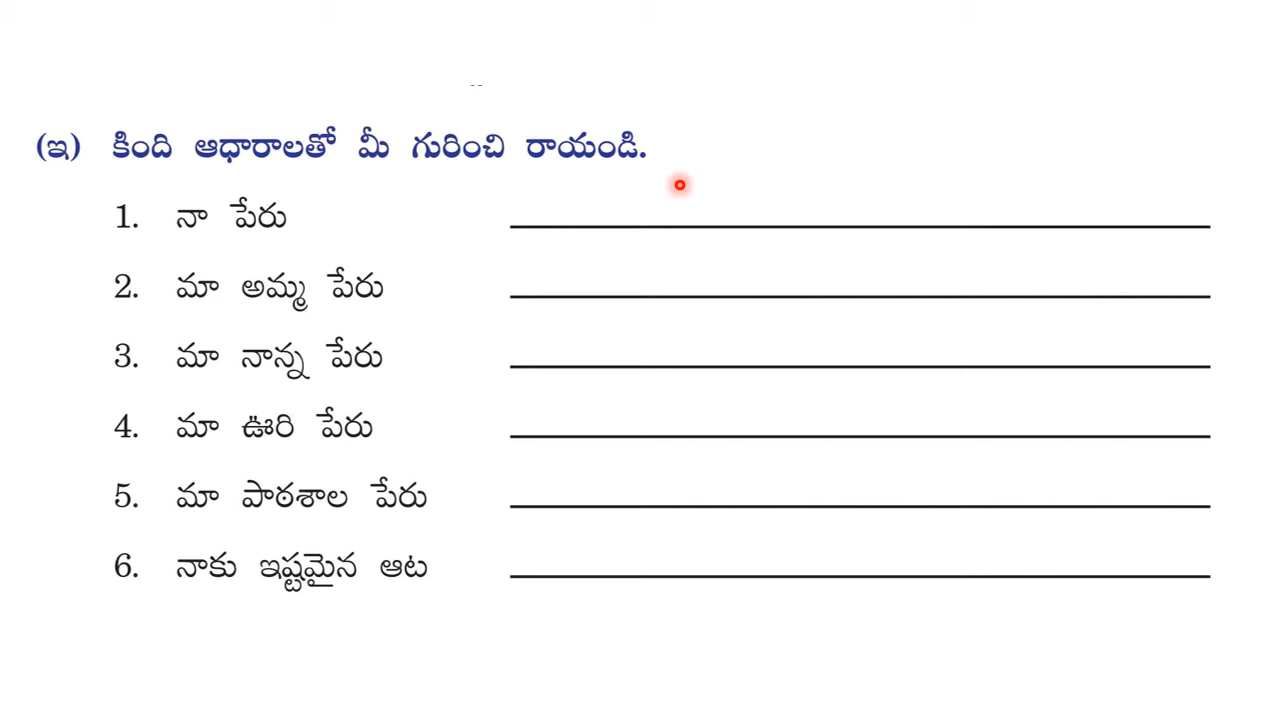 (ఇ) కింది ఆధారాలతో మీ గురించి రాయండి.
1. నా పేరు
2. మా అమ్మ పేరు
3. మా నాన్న పేరు
4. మా ఊరి పేరు
5. మా పాఠశాల పేరు
6. నాకు ఇష్టమైన ఆట